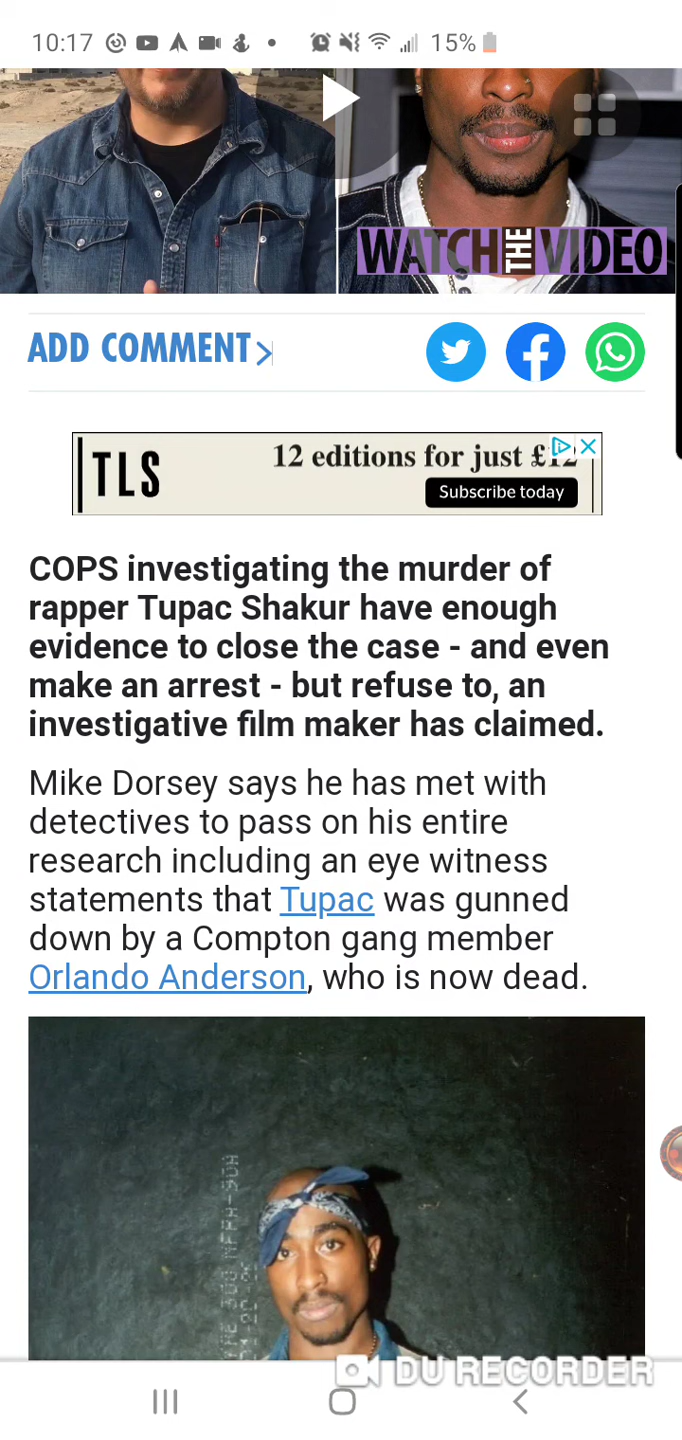 10:17
15%
WATCH THE VIDEO
ADD COMMENT >
TLS
12 editions for just £12
Subscribe today
COPS investigating the murder of
rapper Tupac Shakur have enough
evidence to close the case - and even
make an arrest - but refuse to, an
investigative film maker has claimed.
Mike Dorsey says he has met with
detectives to pass on his entire
research including an eye witness
statements that Tupac was gunned
down by a Compton gang member
Orlando Anderson, who is now dead.
DU RECORDER